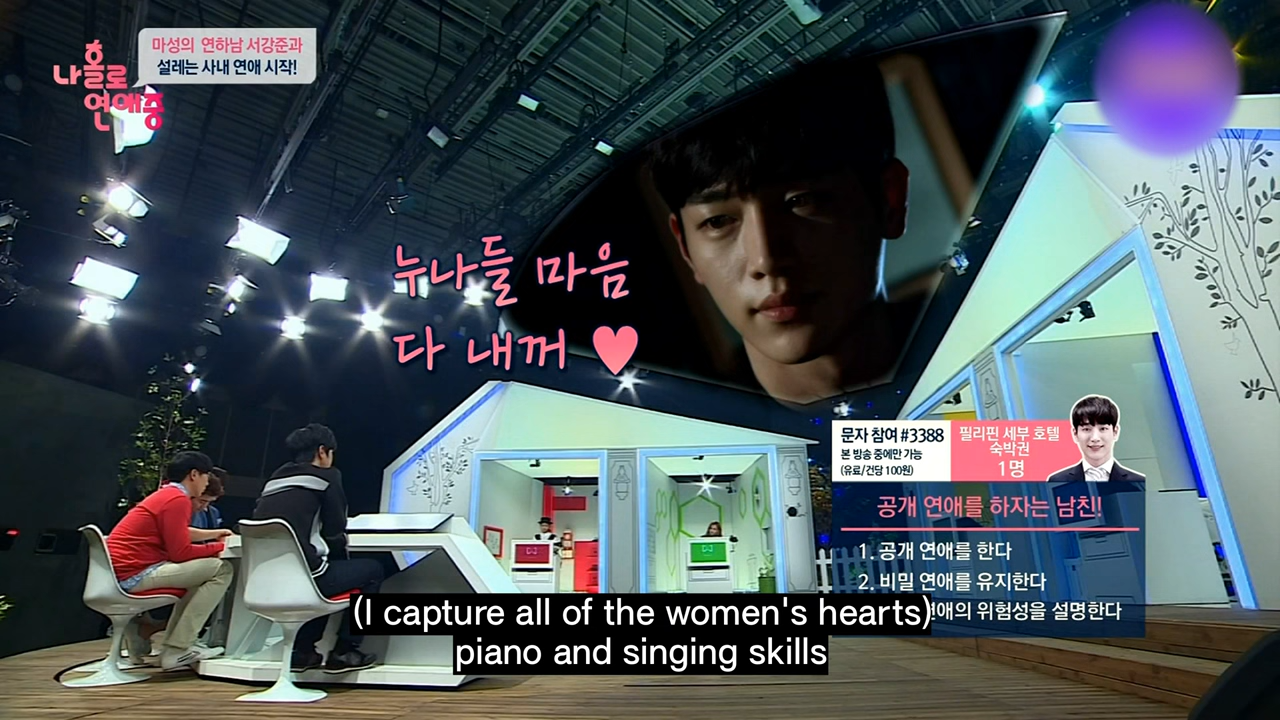 나홀로
연애중
마성의 연하남 서강준과
설레는 사내 연애 시작!
누나들 마음
다 내꺼 ♥
문자 참여 #3388
본 방송 중에만 가능
(유료/건당 100원)
필리핀 세부 호텔
숙박권
1명
공개 연애를 하자는 남친!
1. 공개 연애를 한다
2. 비밀 연애를 유지한다
연애의 위험성을 설명한다
(I capture all of the women's hearts)
piano and singing skills